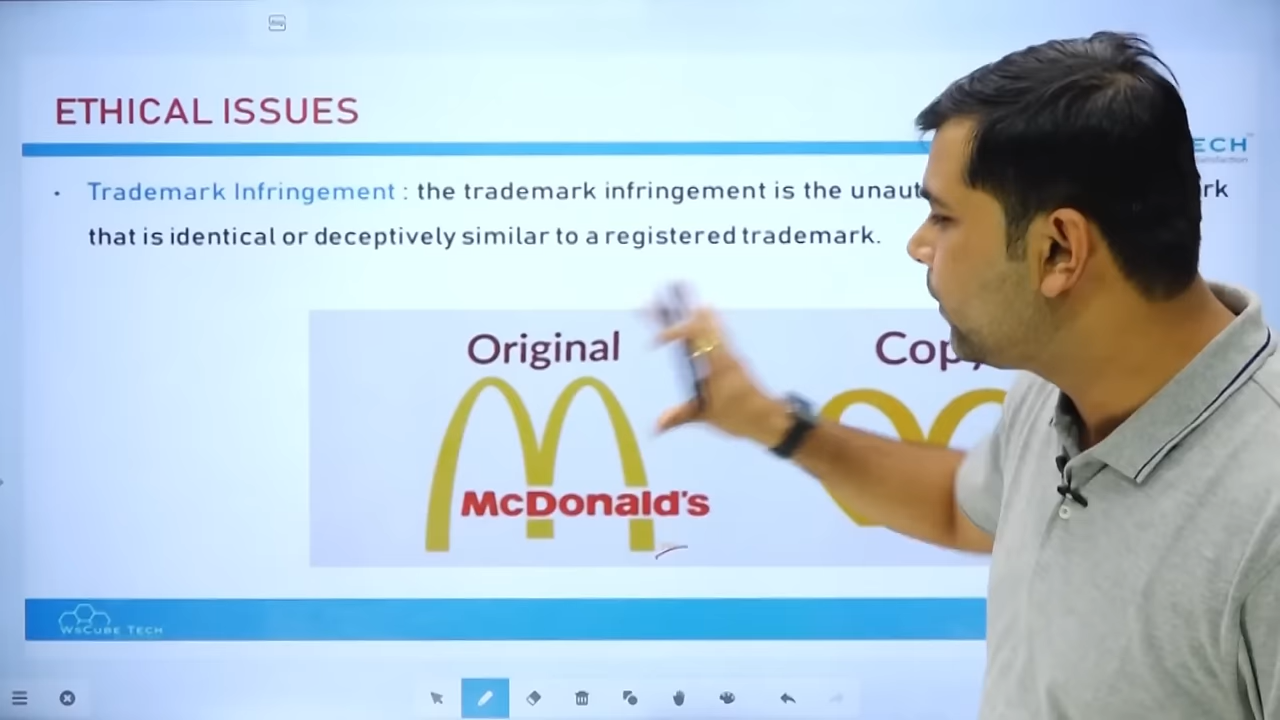 ETHICAL ISSUES
ECH
• Trademark Infringement : the trademark infringement is the unaut rk
that is identical or deceptively similar to a registered trademark.
Original Cop
McDonald's
WsCube Tech